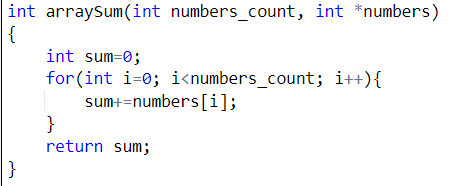 int arraySum(int numbers_count, int *numbers)
{
    int sum=0;
    for(int i=0; i<numbers_count; i++){
        sum+=numbers[i];
    }
    return sum;
}